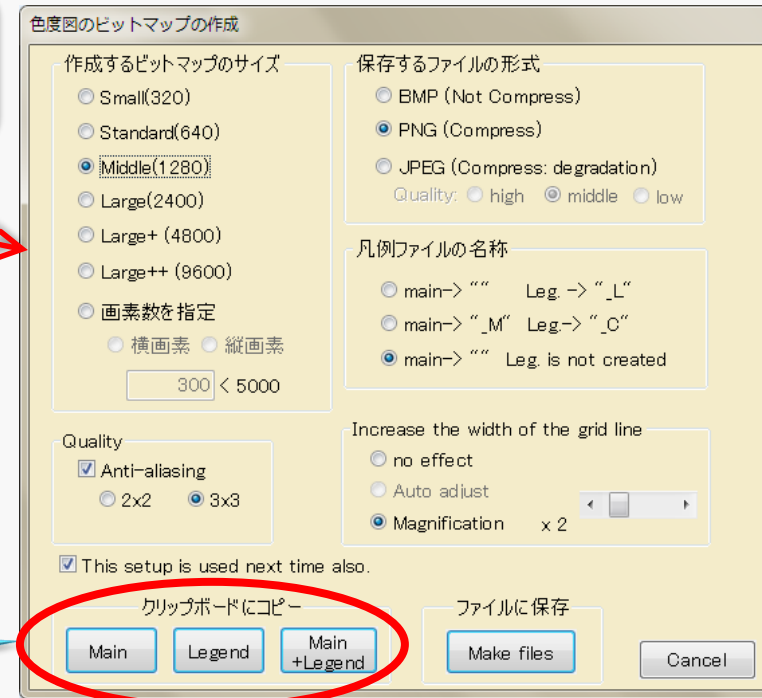 色度図のビットマップの作成
作成するビットマップのサイズ
Small(320)
Standard(640)
Middle(1280)
Large(2400)
Large+ (4800)
Large++ (9600)
画素数を指定
横画素 縦画素
300 < 5000
保存するファイルの形式
BMP (Not Compress)
PNG (Compress)
JPEG (Compress: degradation)
Quality: high middle low
凡例ファイルの名称
main-> "" Leg. -> "_L"
main-> "_M" Leg.-> "_C"
main-> "" Leg. is not created
Quality
Anti-aliasing
2x2 3x3
Increase the width of the grid line
no effect
Auto adjust
Magnification x 2
This setup is used next time also.
クリップボードにコピー
Main Legend Main
+Legend
ファイルに保存
Make files
Cancel